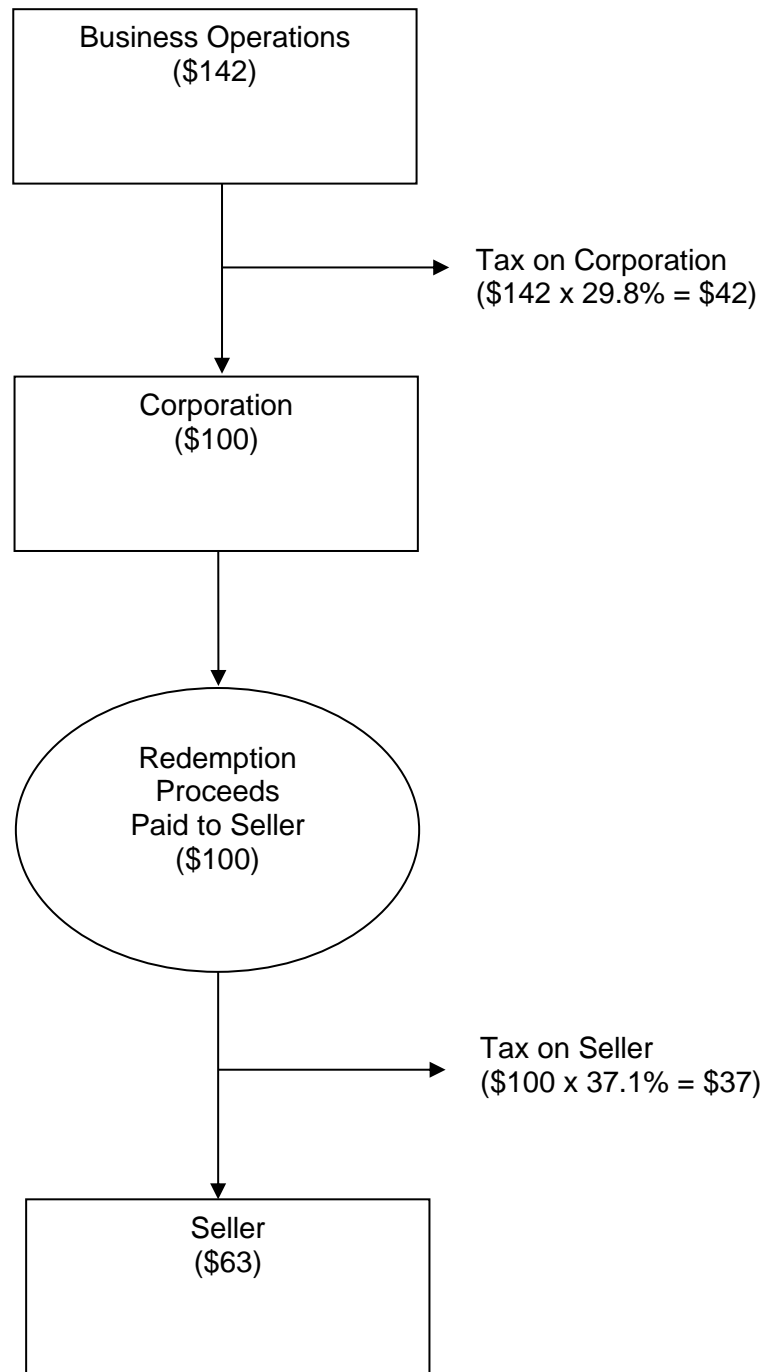 Business Operations
($142)
Tax on Corporation
($142 x 29.8% = $42)
Corporation
($100)
Redemption
Proceeds
Paid to Seller
($100)
Tax on Seller
($100 x 37.1% = $37)
Seller
($63)